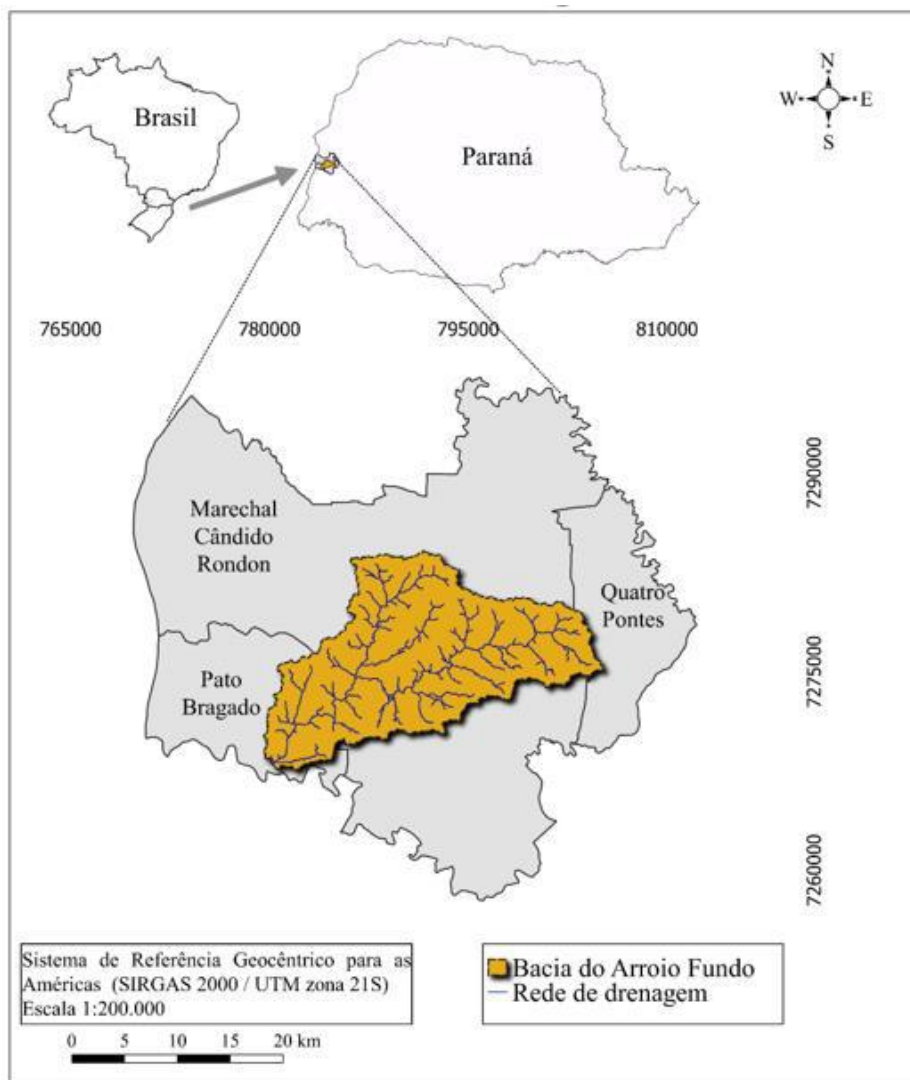 Brasil
Paraná
N
W
E
S
765000
780000
795000
810000
7290000
Marechal
Cândido
Rondon
Quatro
Pontes
7275000
Pato
Bragado
7260000
Sistema de Referência Geocêntrico para as
Américas (SIRGAS 2000 / UTM zona 21S)
Escala 1:200.000
Bacia do Arroio Fundo
Rede de drenagem
0 5 10 15 20 km